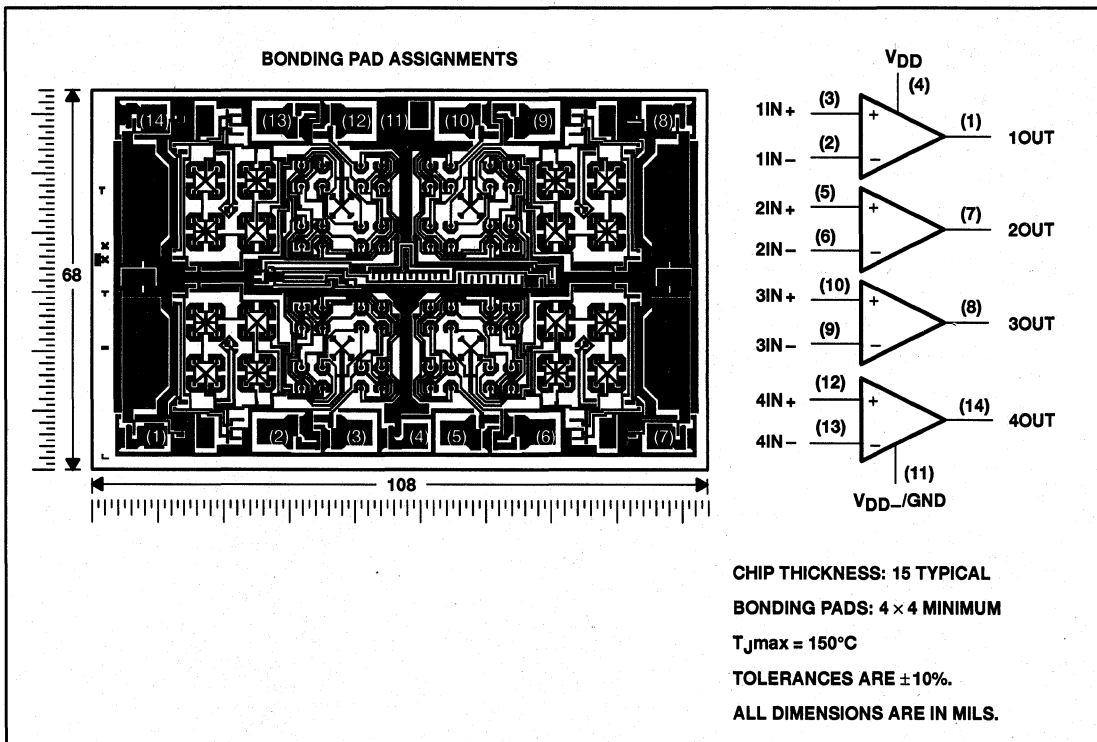 BONDING PAD ASSIGNMENTS
(14) (13) (12) (11) (10) (9) (8)
68
(1) (2) (3) (4) (5) (6) (7)
108
VDD
(4)
1IN+ (3) + (1) 1OUT
1IN− (2) −
2IN+ (5) + (7) 2OUT
2IN− (6) −
3IN+ (10) + (8) 3OUT
3IN− (9) −
4IN+ (12) + (14) 4OUT
4IN− (13) −
(11)
VDD−/GND
CHIP THICKNESS: 15 TYPICAL
BONDING PADS: 4 × 4 MINIMUM
TJmax = 150°C
TOLERANCES ARE ±10%.
ALL DIMENSIONS ARE IN MILS.